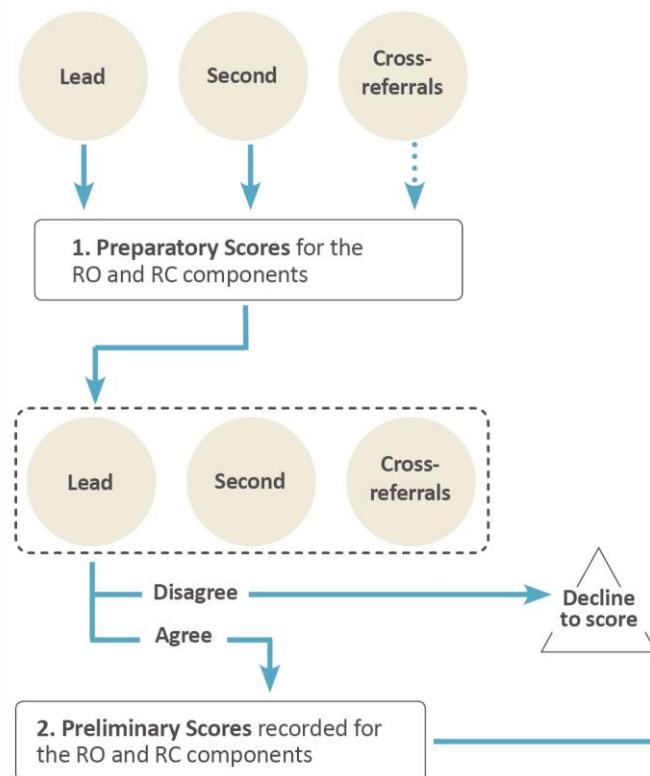 Lead
Second
Cross-
referrals
1. Preparatory Scores for the
RO and RC components
Lead
Second
Cross-
referrals
Disagree
Decline
to score
Agree
2. Preliminary Scores recorded for
the RO and RC components